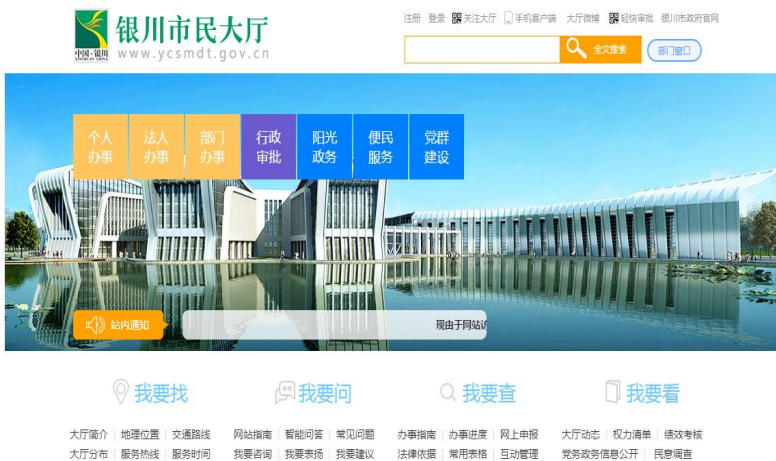 注册 登录 关注大厅 手机客户端 大厅微博 轻快审批 银川市政府官网
银川市民大厅
www.ycsmdt.gov.cn
中国·银川
YINCHUAN CHINA
全文搜索 部门窗口
个人办事 法人办事 部门办事 行政审批 阳光政务 便民服务 党群建设
站内通知 现由于网站访
我要找 我要问 我要查 我要看
大厅简介 | 地理位置 | 交通路线 网站指南 | 智能问答 | 常见问题 办事指南 | 办事进度 | 网上申报 大厅动态 | 权力清单 | 绩效考核
大厅分布 | 服务热线 | 服务时间 我要咨询 | 我要表扬 | 我要建议 法律依据 | 常用表格 | 互动管理 党务政务信息公开 | 民意调查